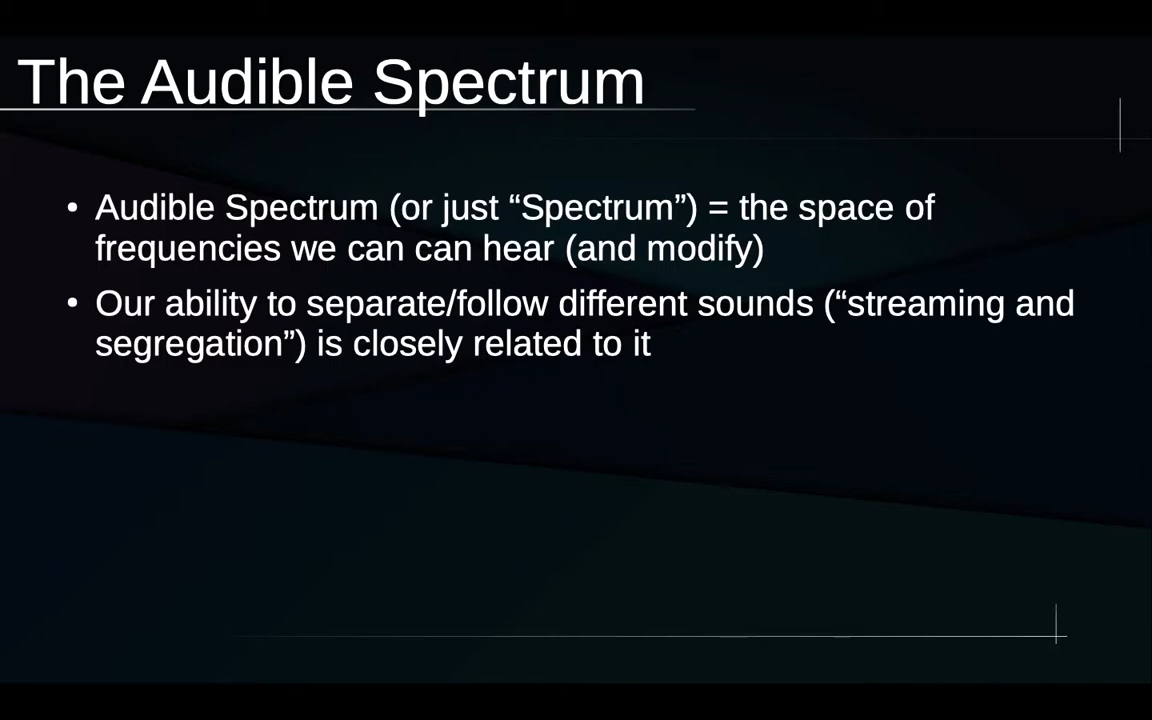 The Audible Spectrum
• Audible Spectrum (or just “Spectrum”) = the space of
frequencies we can can hear (and modify)
• Our ability to separate/follow different sounds (“streaming and
segregation”) is closely related to it